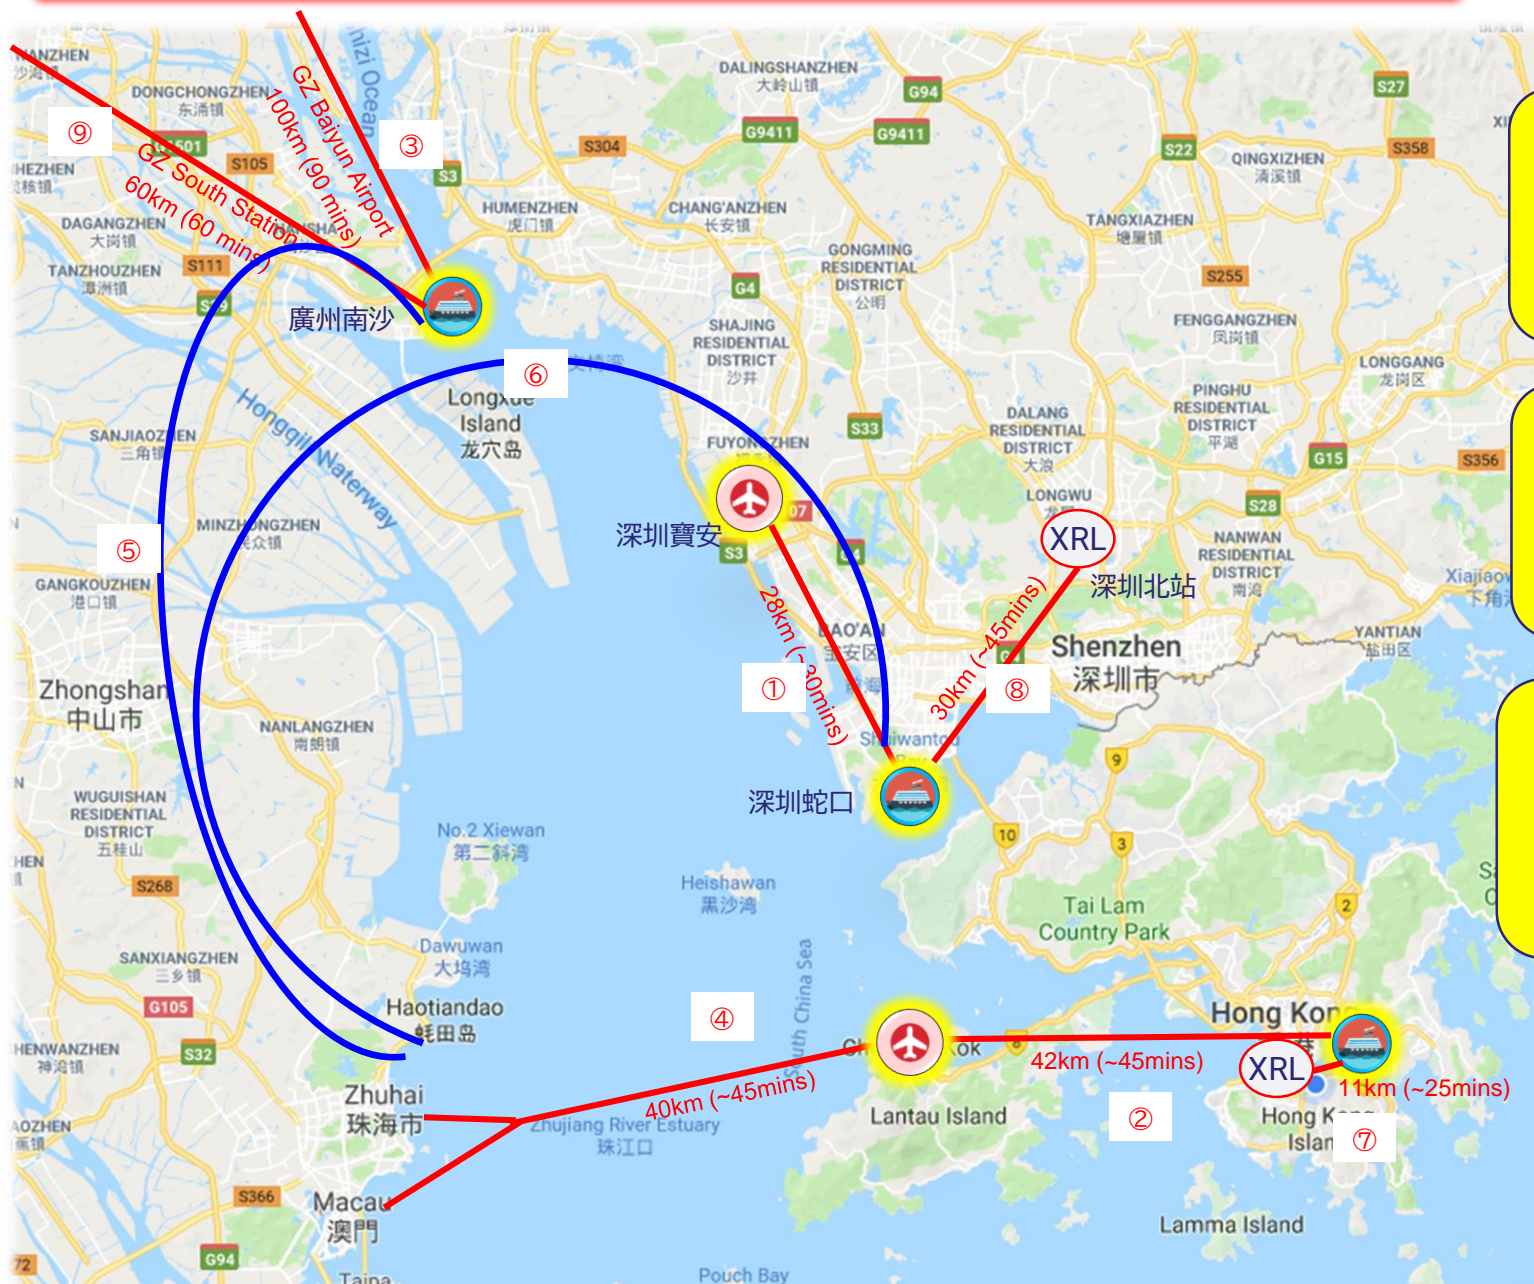 DONGCHONGZHEN
东涌镇
DALINGSHANZHEN
大岭山镇
G94
S27
⑨
③
GZ Baiyun Airport
100km (90 mins)
S304
G9411
G9411
S22
S358
QINGXIZHEN
清溪镇
GZ South Station
60km (60 mins)
S105
S3
HUMENZHEN
虎门镇
CHANG'ANZHEN
长安镇
TANGXIAZHEN
塘厦镇
DAGANGZHEN
大岗镇
TANZHOUZHEN
潭洲镇
S111
GONGMING
RESIDENTIAL
DISTRICT
公明
G4
S255
廣州南沙
SHAJING
RESIDENTIAL
DISTRICT
沙井
FENGGANGZHEN
凤岗镇
LONGGANG
龙岗区
⑥
Longxue
Island
龙穴岛
Hongqili Waterway
PINGHU
RESIDENTIAL
DISTRICT
平湖
DALANG
RESIDENTIAL
DISTRICT
大浪
S33
SANJIAOZHEN
三角镇
FUYONGZHEN
G15
S356
LONGWU
S28
MINZHONGZHEN
民众镇
深圳寶安
S3
XRL
⑤
NANWAN
RESIDENTIAL
DISTRICT
南湾
GANGKOUZHEN
港口镇
深圳北站
28km (~30mins)
30km (~45mins)
BAO'AN
宝安区
Shenzhen
深圳市
YANTIAN
盐田区
①
⑧
Zhongshan
中山市
NANLANGZHEN
南朗镇
9
深圳蛇口
WUGUISHAN
RESIDENTIAL
DISTRICT
五桂山
No.2 Xiewan
第二斜湾
10
3
S268
Heishawan
黑沙湾
Tai Lam
Country Park
2
Dawuwan
大坞湾
SANXIANGZHEN
三乡镇
G105
South China Sea
Haotiandao
蚝田岛
④
Hong Kon
S32
SHENWANZHEN
神湾镇
42km (~45mins)
XRL
11km (~25mins)
Zhuhai
珠海市
40km (~45mins)
Zhujiang River Estuary
珠江口
Lantau Island
②
Hong Kong
Islan
⑦
S366
Macau
澳門
Lamma Island
G94
72
Taipa
Pouch Bay